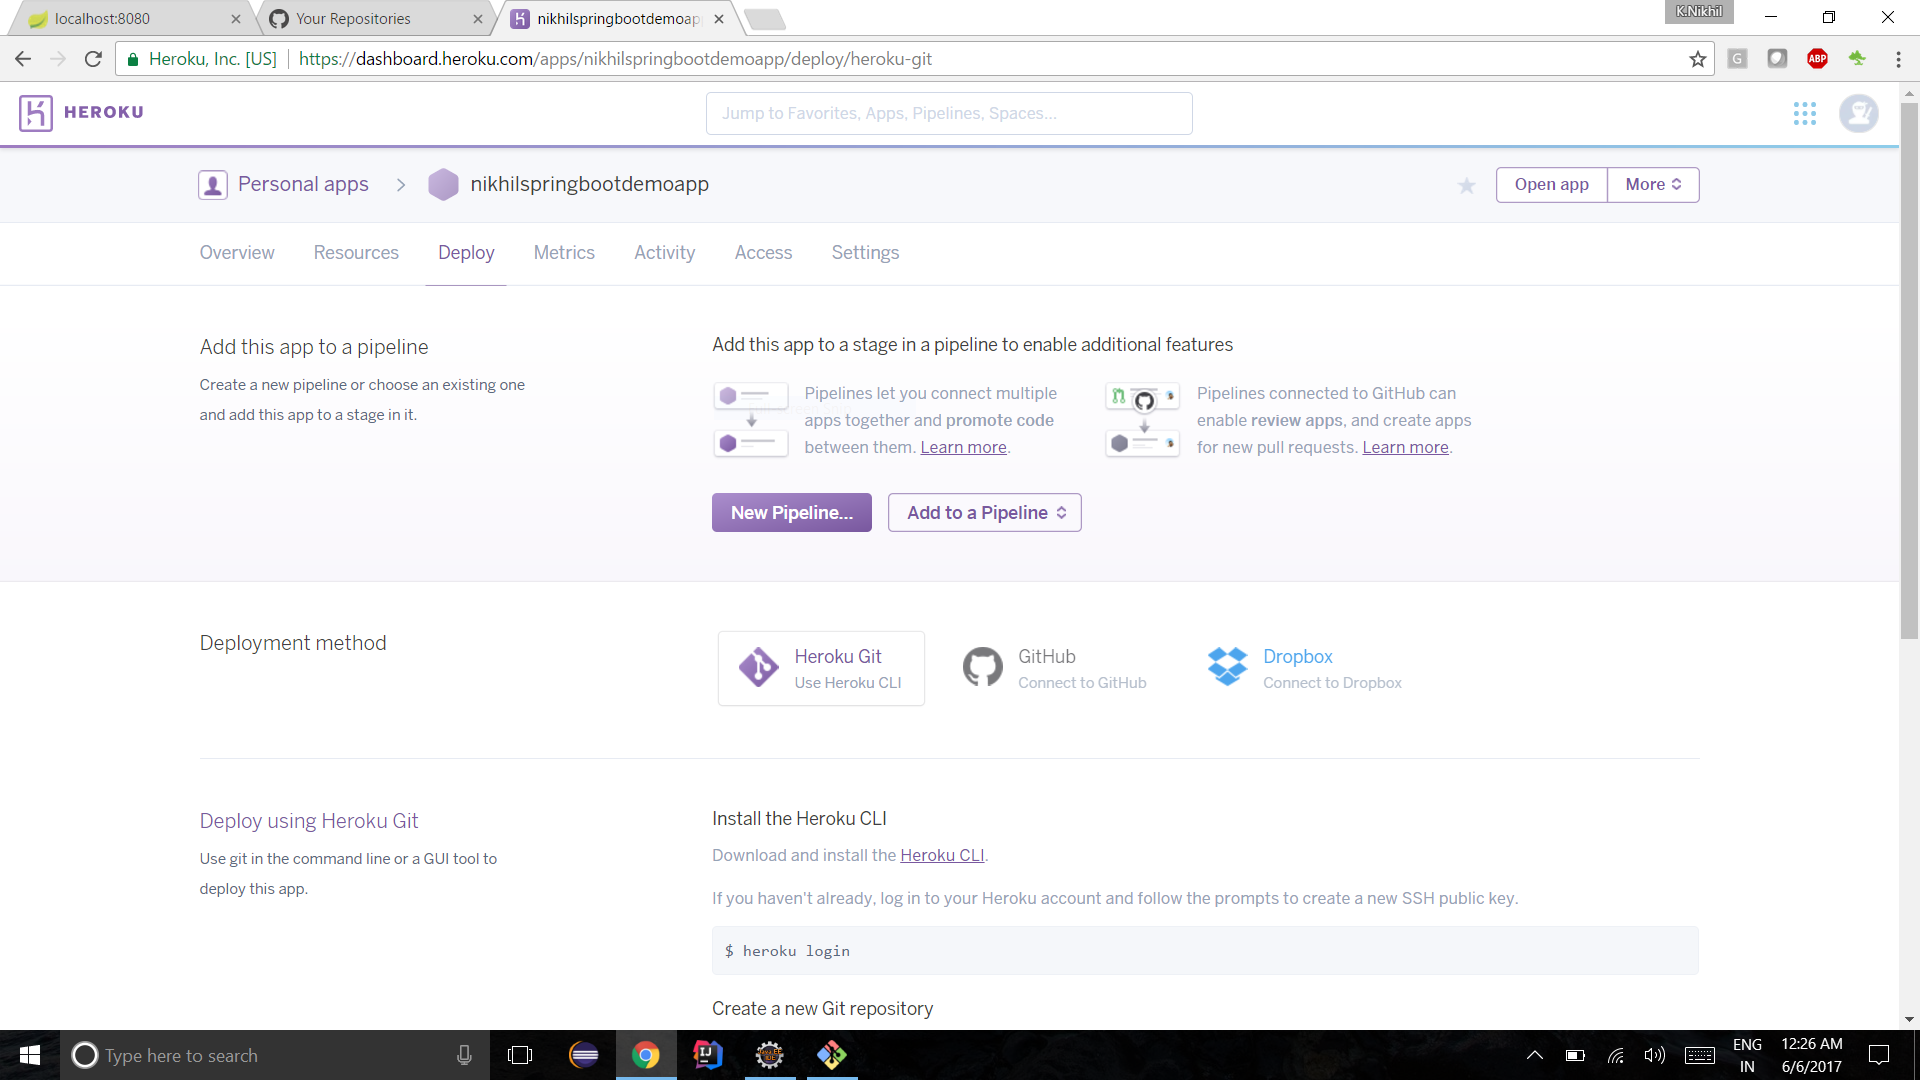 localhost:8080
Your Repositories
nikhilspringbootdemoap
K.Nikhil
Heroku, Inc. [US]
https://dashboard.heroku.com/apps/nikhilspringbootdemoapp/deploy/heroku-git
G
ABP
HEROKU
Jump to Favorites, Apps, Pipelines, Spaces...
Personal apps
nikhilspringbootdemoapp
Open app
More
Overview
Resources
Deploy
Metrics
Activity
Access
Settings
Add this app to a pipeline
Create a new pipeline or choose an existing one
and add this app to a stage in it.
Add this app to a stage in a pipeline to enable additional features
Pipelines let you connect multiple
apps together and promote code
between them. Learn more.
Pipelines connected to GitHub can
enable review apps, and create apps
for new pull requests. Learn more.
New Pipeline...
Add to a Pipeline
Deployment method
Heroku Git
Use Heroku CLI
GitHub
Connect to GitHub
Dropbox
Connect to Dropbox
Deploy using Heroku Git
Use git in the command line or a GUI tool to
deploy this app.
Install the Heroku CLI
Download and install the Heroku CLI.
If you haven't already, log in to your Heroku account and follow the prompts to create a new SSH public key.
$ heroku login
Create a new Git repository
Type here to search
IJ
ENG
IN
12:26 AM
6/6/2017